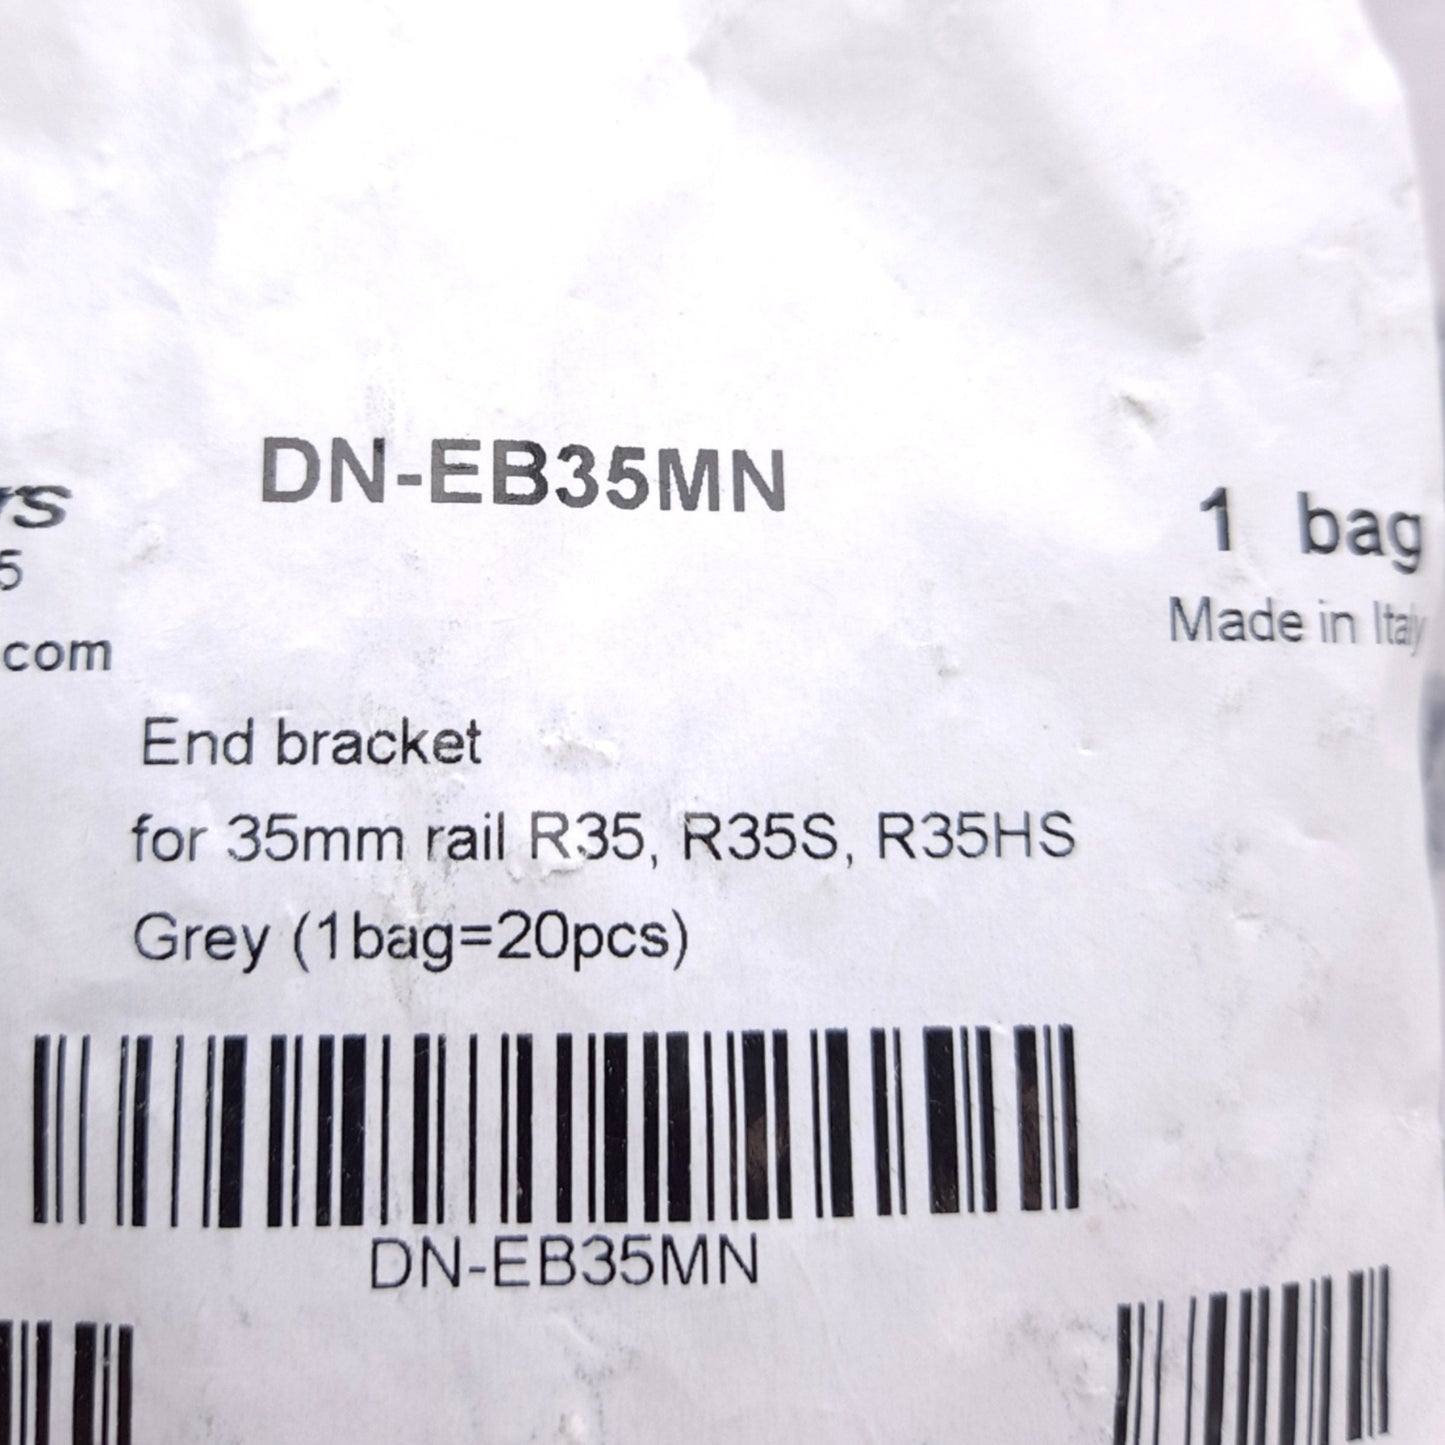 DN-EB35MN
1 bag
Made in Italy
com
End bracket
for 35mm rail R35, R35S, R35HS
Grey (1bag=20pcs)
DN-EB35MN